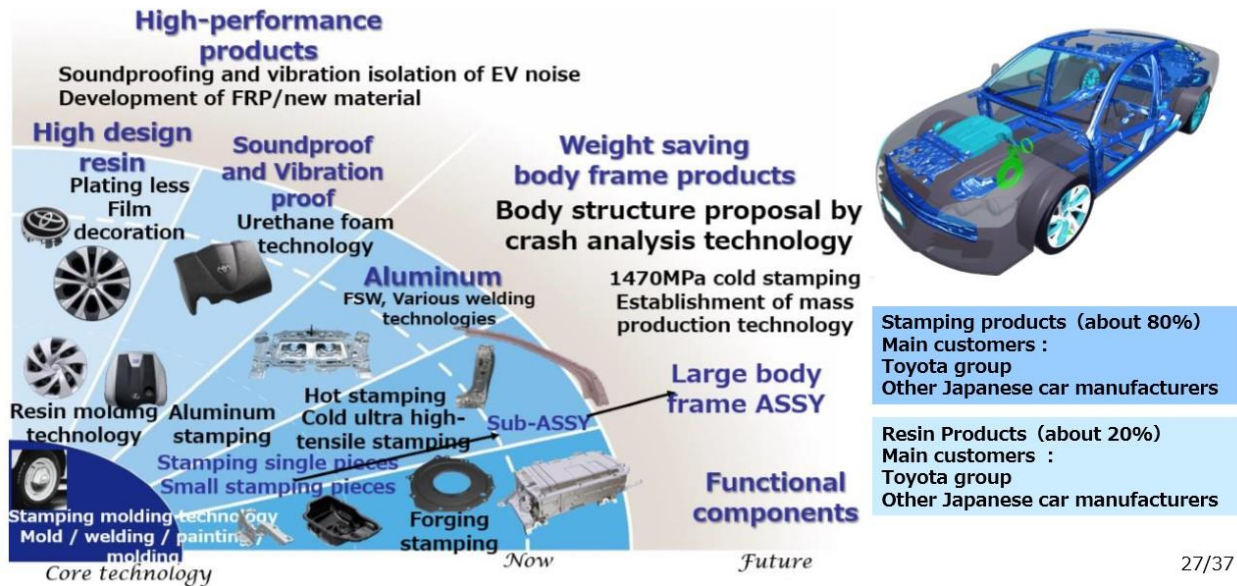 High-performance
products
Soundproofing and vibration isolation of EV noise
Development of FRP/new material
High design
resin
Plating less
Film
decoration
Soundproof
and Vibration
proof
Urethane foam
technology
Weight saving
body frame products
Body structure proposal by
crash analysis technology
1470MPa cold stamping
Establishment of mass
production technology
Aluminum
FSW, Various welding
technologies
Resin molding
technology
Aluminum
stamping
Hot stamping
Cold ultra high-
tensile stamping
Sub-ASSY
Large body
frame ASSY
Stamping single pieces
Small stamping pieces
Forging
stamping
Functional
components
Stamping molding technology
Mold / welding / painting /
molding
Core technology
Now
Future
Stamping products (about 80%)
Main customers :
Toyota group
Other Japanese car manufacturers
Resin Products (about 20%)
Main customers :
Toyota group
Other Japanese car manufacturers
27/37